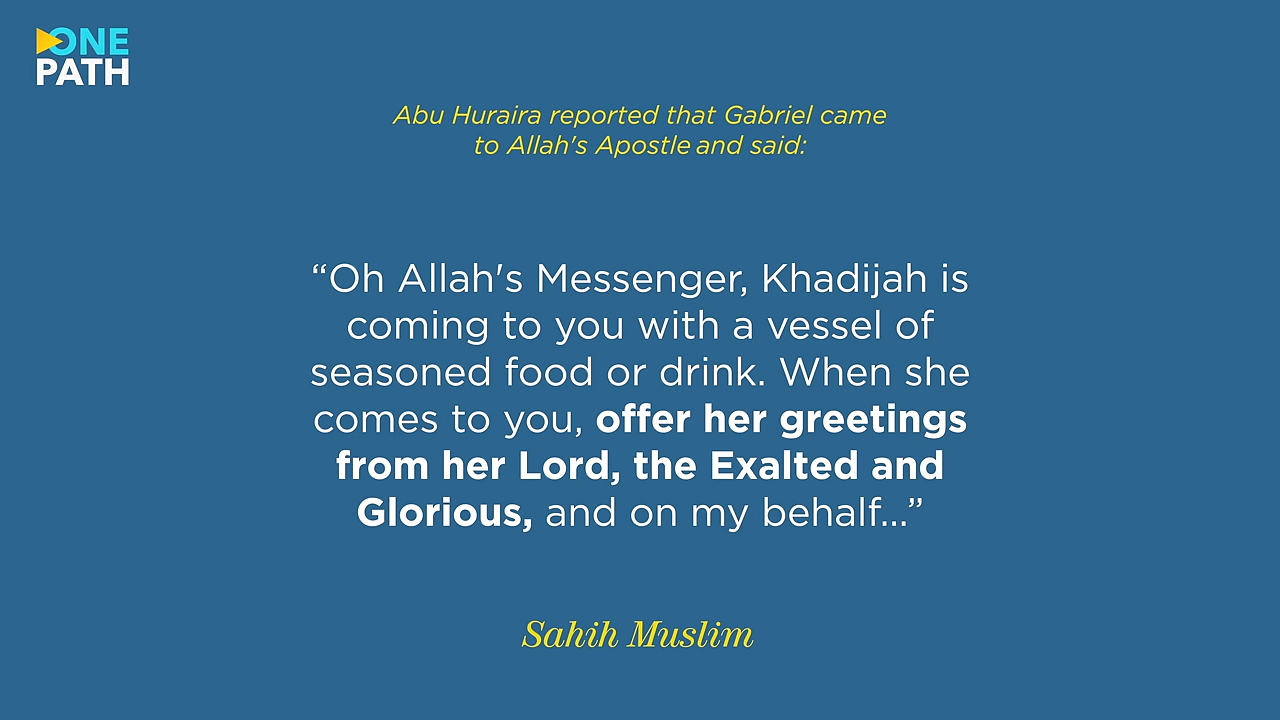 ONE
PATH
Abu Huraira reported that Gabriel came
to Allah's Apostle and said:
“Oh Allah's Messenger, Khadijah is
coming to you with a vessel of
seasoned food or drink. When she
comes to you, offer her greetings
from her Lord, the Exalted and
Glorious, and on my behalf...”
Sahih Muslim